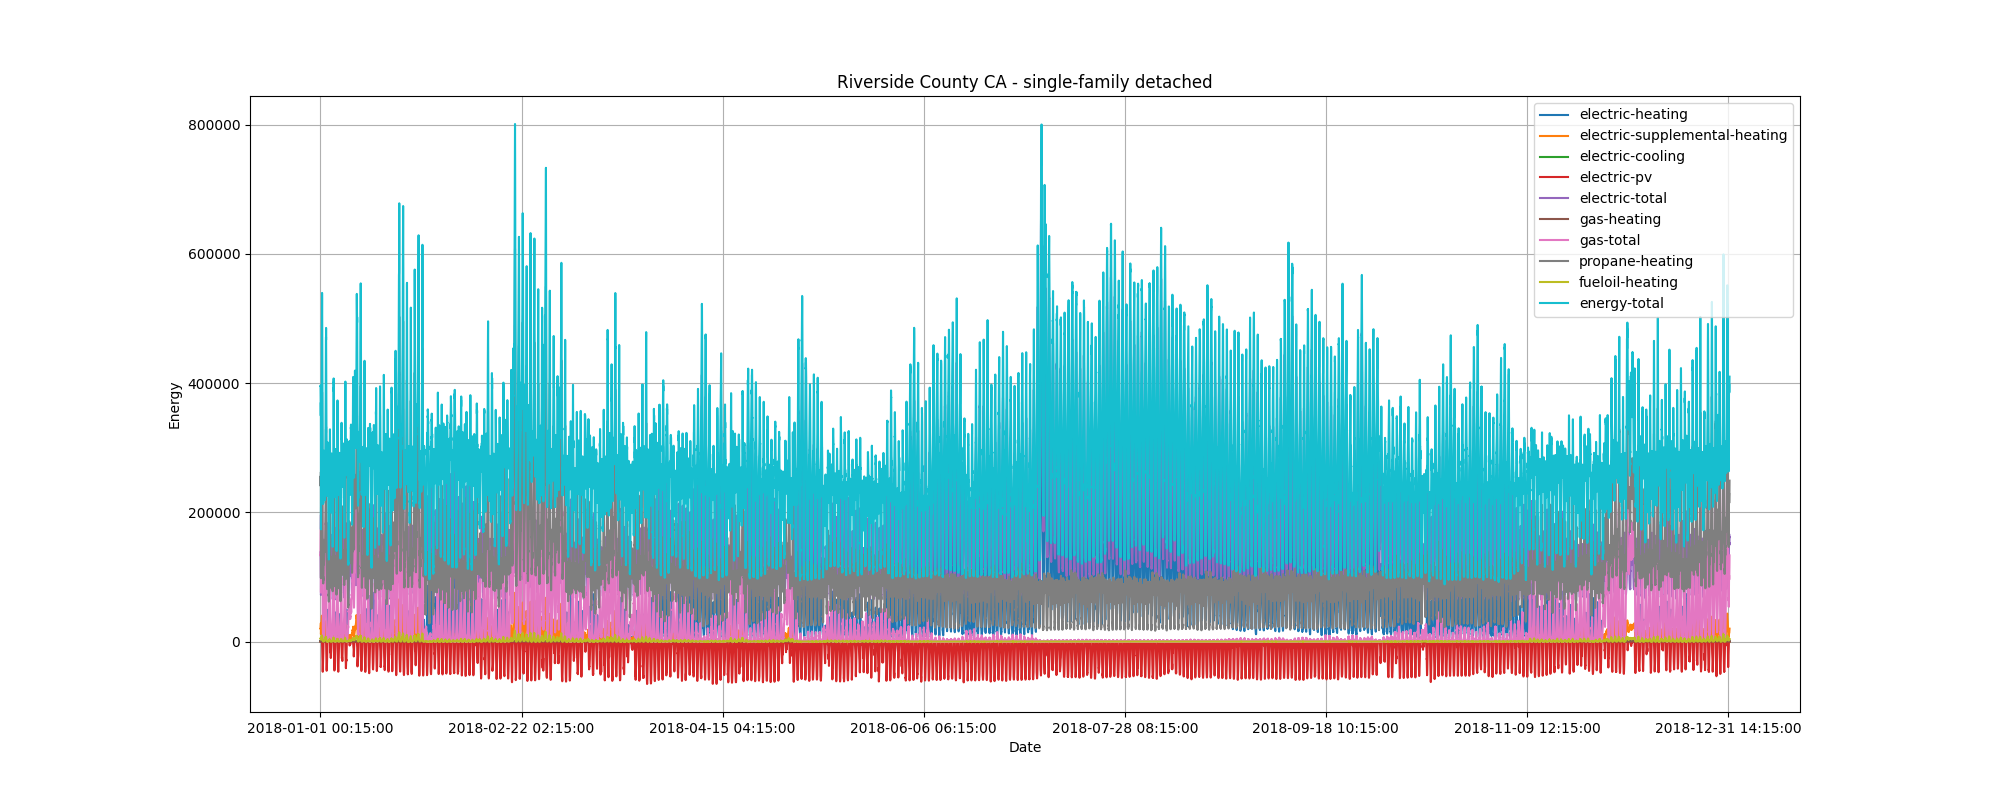 Riverside County CA - single-family detached
800000
600000
400000
200000
0
Energy
electric-heating
electric-supplemental-heating
electric-cooling
electric-pv
electric-total
gas-heating
gas-total
propane-heating
fueloil-heating
energy-total
2018-01-01 00:15:00
2018-02-22 02:15:00
2018-04-15 04:15:00
2018-06-06 06:15:00
2018-07-28 08:15:00
2018-09-18 10:15:00
2018-11-09 12:15:00
2018-12-31 14:15:00
Date